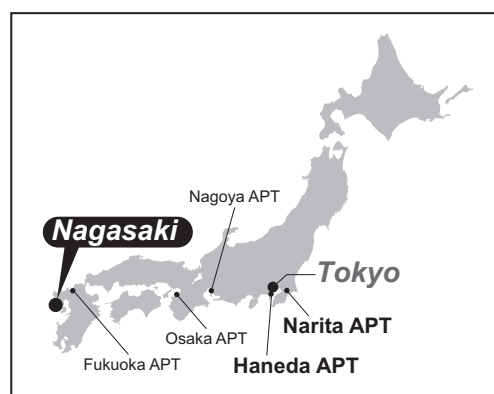 Nagoya APT
Nagasaki
Tokyo
Narita APT
Osaka APT
Haneda APT
Fukuoka APT